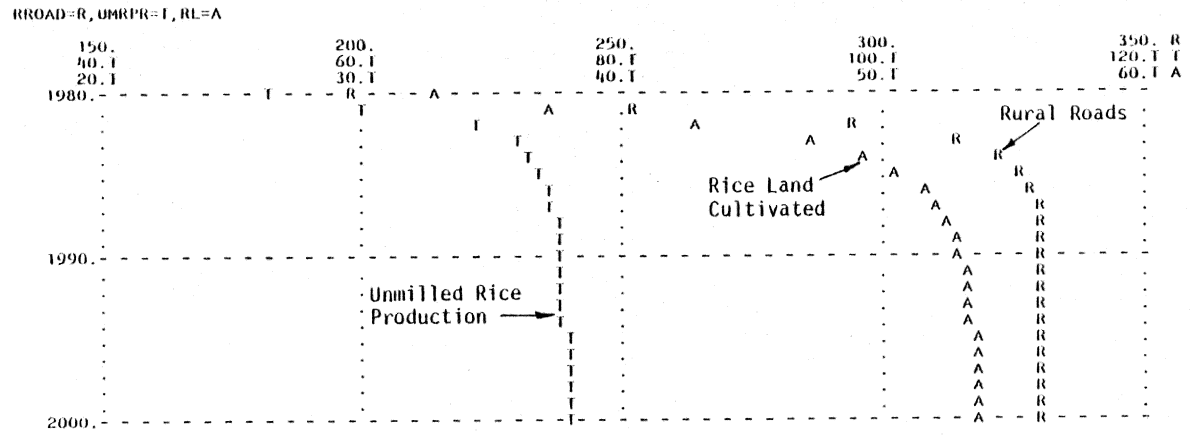 RROAD=R,UMRPR=T,RL=A
150. 200. 250. 300. 350. R
40.T 60.T 80.T 100.T 120.T T
20.T 30.T 40.T 50.T 60.T A
1980. T R A
T A R
Rural Roads
T A R
T A R
T A R
T A R
Rice Land
T A R
Cultivated
T A R
T A R
T A R
1990. T A R
T A R
T A R
Unmilled Rice
T A R
Production
T A R
T A R
T A R
T A R
T A R
T A R
2000. T A R